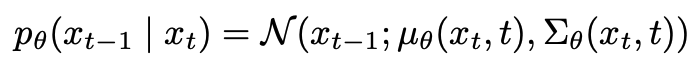 pθ(xt−1 | xt) = 𝒩(xt−1; μθ(xt, t), Σθ(xt, t))